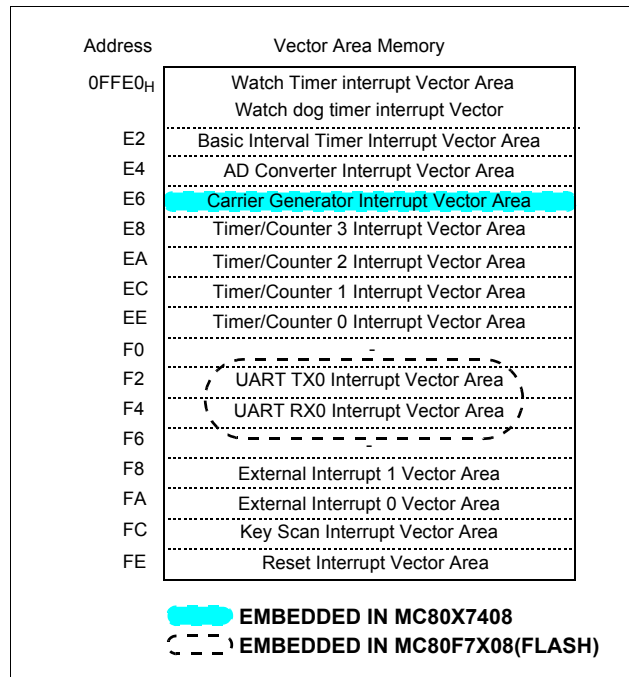 Address Vector Area Memory
0FFE0H Watch Timer interrupt Vector Area
Watch dog timer interrupt Vector
E2 Basic Interval Timer Interrupt Vector Area
E4 AD Converter Interrupt Vector Area
E6 Carrier Generator Interrupt Vector Area
E8 Timer/Counter 3 Interrupt Vector Area
EA Timer/Counter 2 Interrupt Vector Area
EC Timer/Counter 1 Interrupt Vector Area
EE Timer/Counter 0 Interrupt Vector Area
F0 -
F2 UART TX0 Interrupt Vector Area
F4 UART RX0 Interrupt Vector Area
F6 -
F8 External Interrupt 1 Vector Area
FA External Interrupt 0 Vector Area
FC Key Scan Interrupt Vector Area
FE Reset Interrupt Vector Area
EMBEDDED IN MC80X7408
EMBEDDED IN MC80F7X08(FLASH)